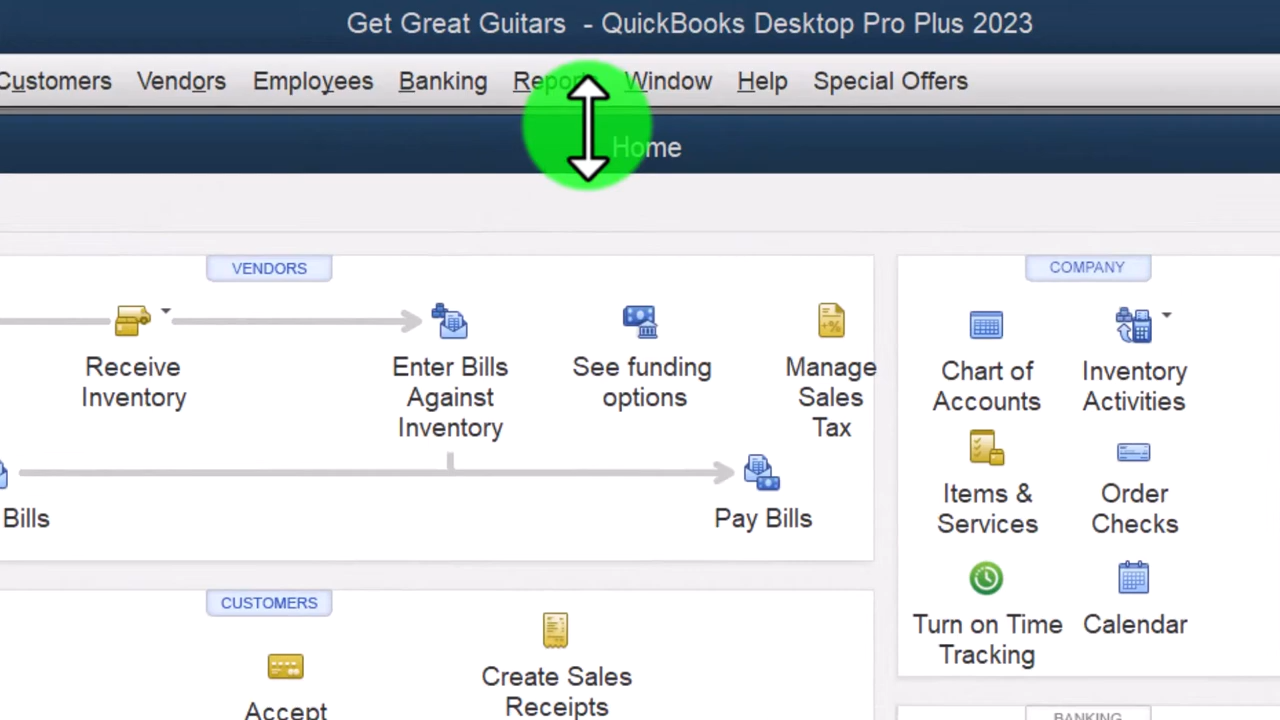 Get Great Guitars - QuickBooks Desktop Pro Plus 2023
Customers Vendors Employees Banking Reports Window Help Special Offers
Home
VENDORS
COMPANY
Receive
Inventory
Enter Bills
Against
Inventory
See funding
options
Manage
Sales
Tax
Chart of
Accounts
Inventory
Activities
Bills
Pay Bills
Items &
Services
Order
Checks
Turn on Time
Tracking
Calendar
CUSTOMERS
Accept
Create Sales
Receipts
BANKING